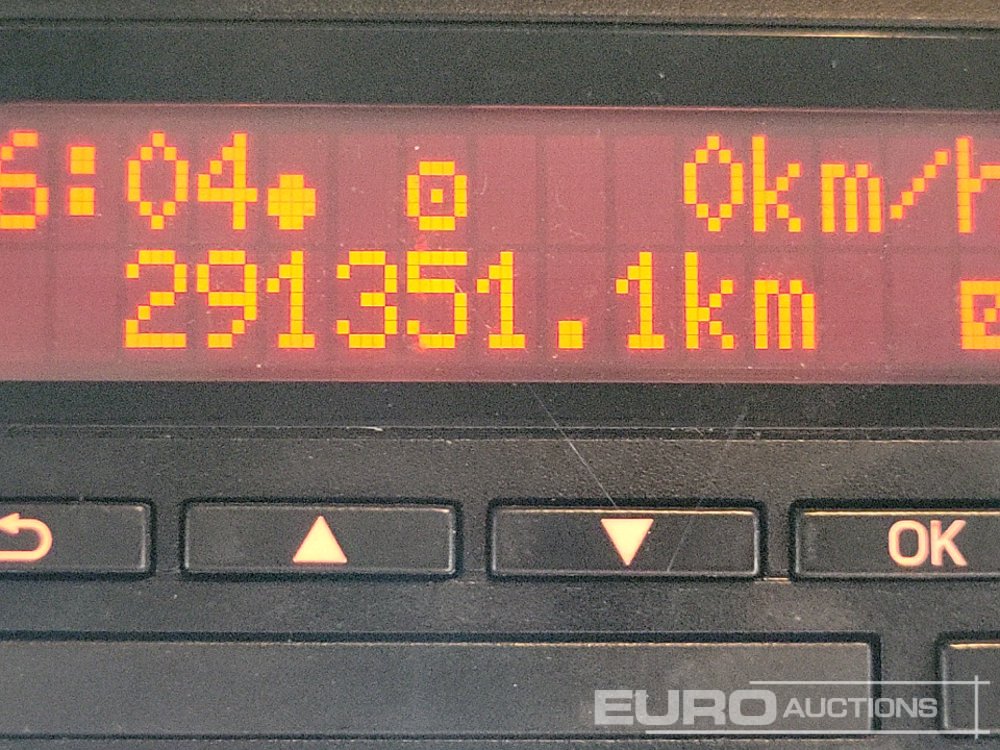 6:04 0km/h
291351.1km
OK
EURO AUCTIONS